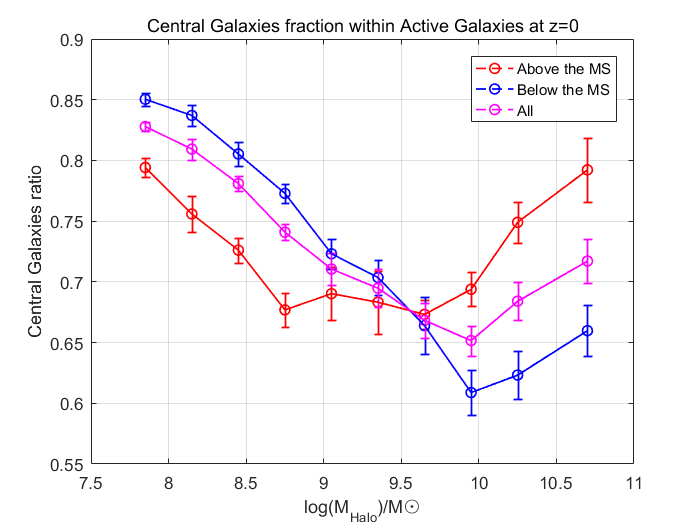 Central Galaxies fraction within Active Galaxies at z=0
0.9
0.85
0.8
0.75
0.7
0.65
0.6
0.55
Central Galaxies ratio
Above the MS
Below the MS
All
7.5 8 8.5 9 9.5 10 10.5 11
log(M_Halo)/M☉